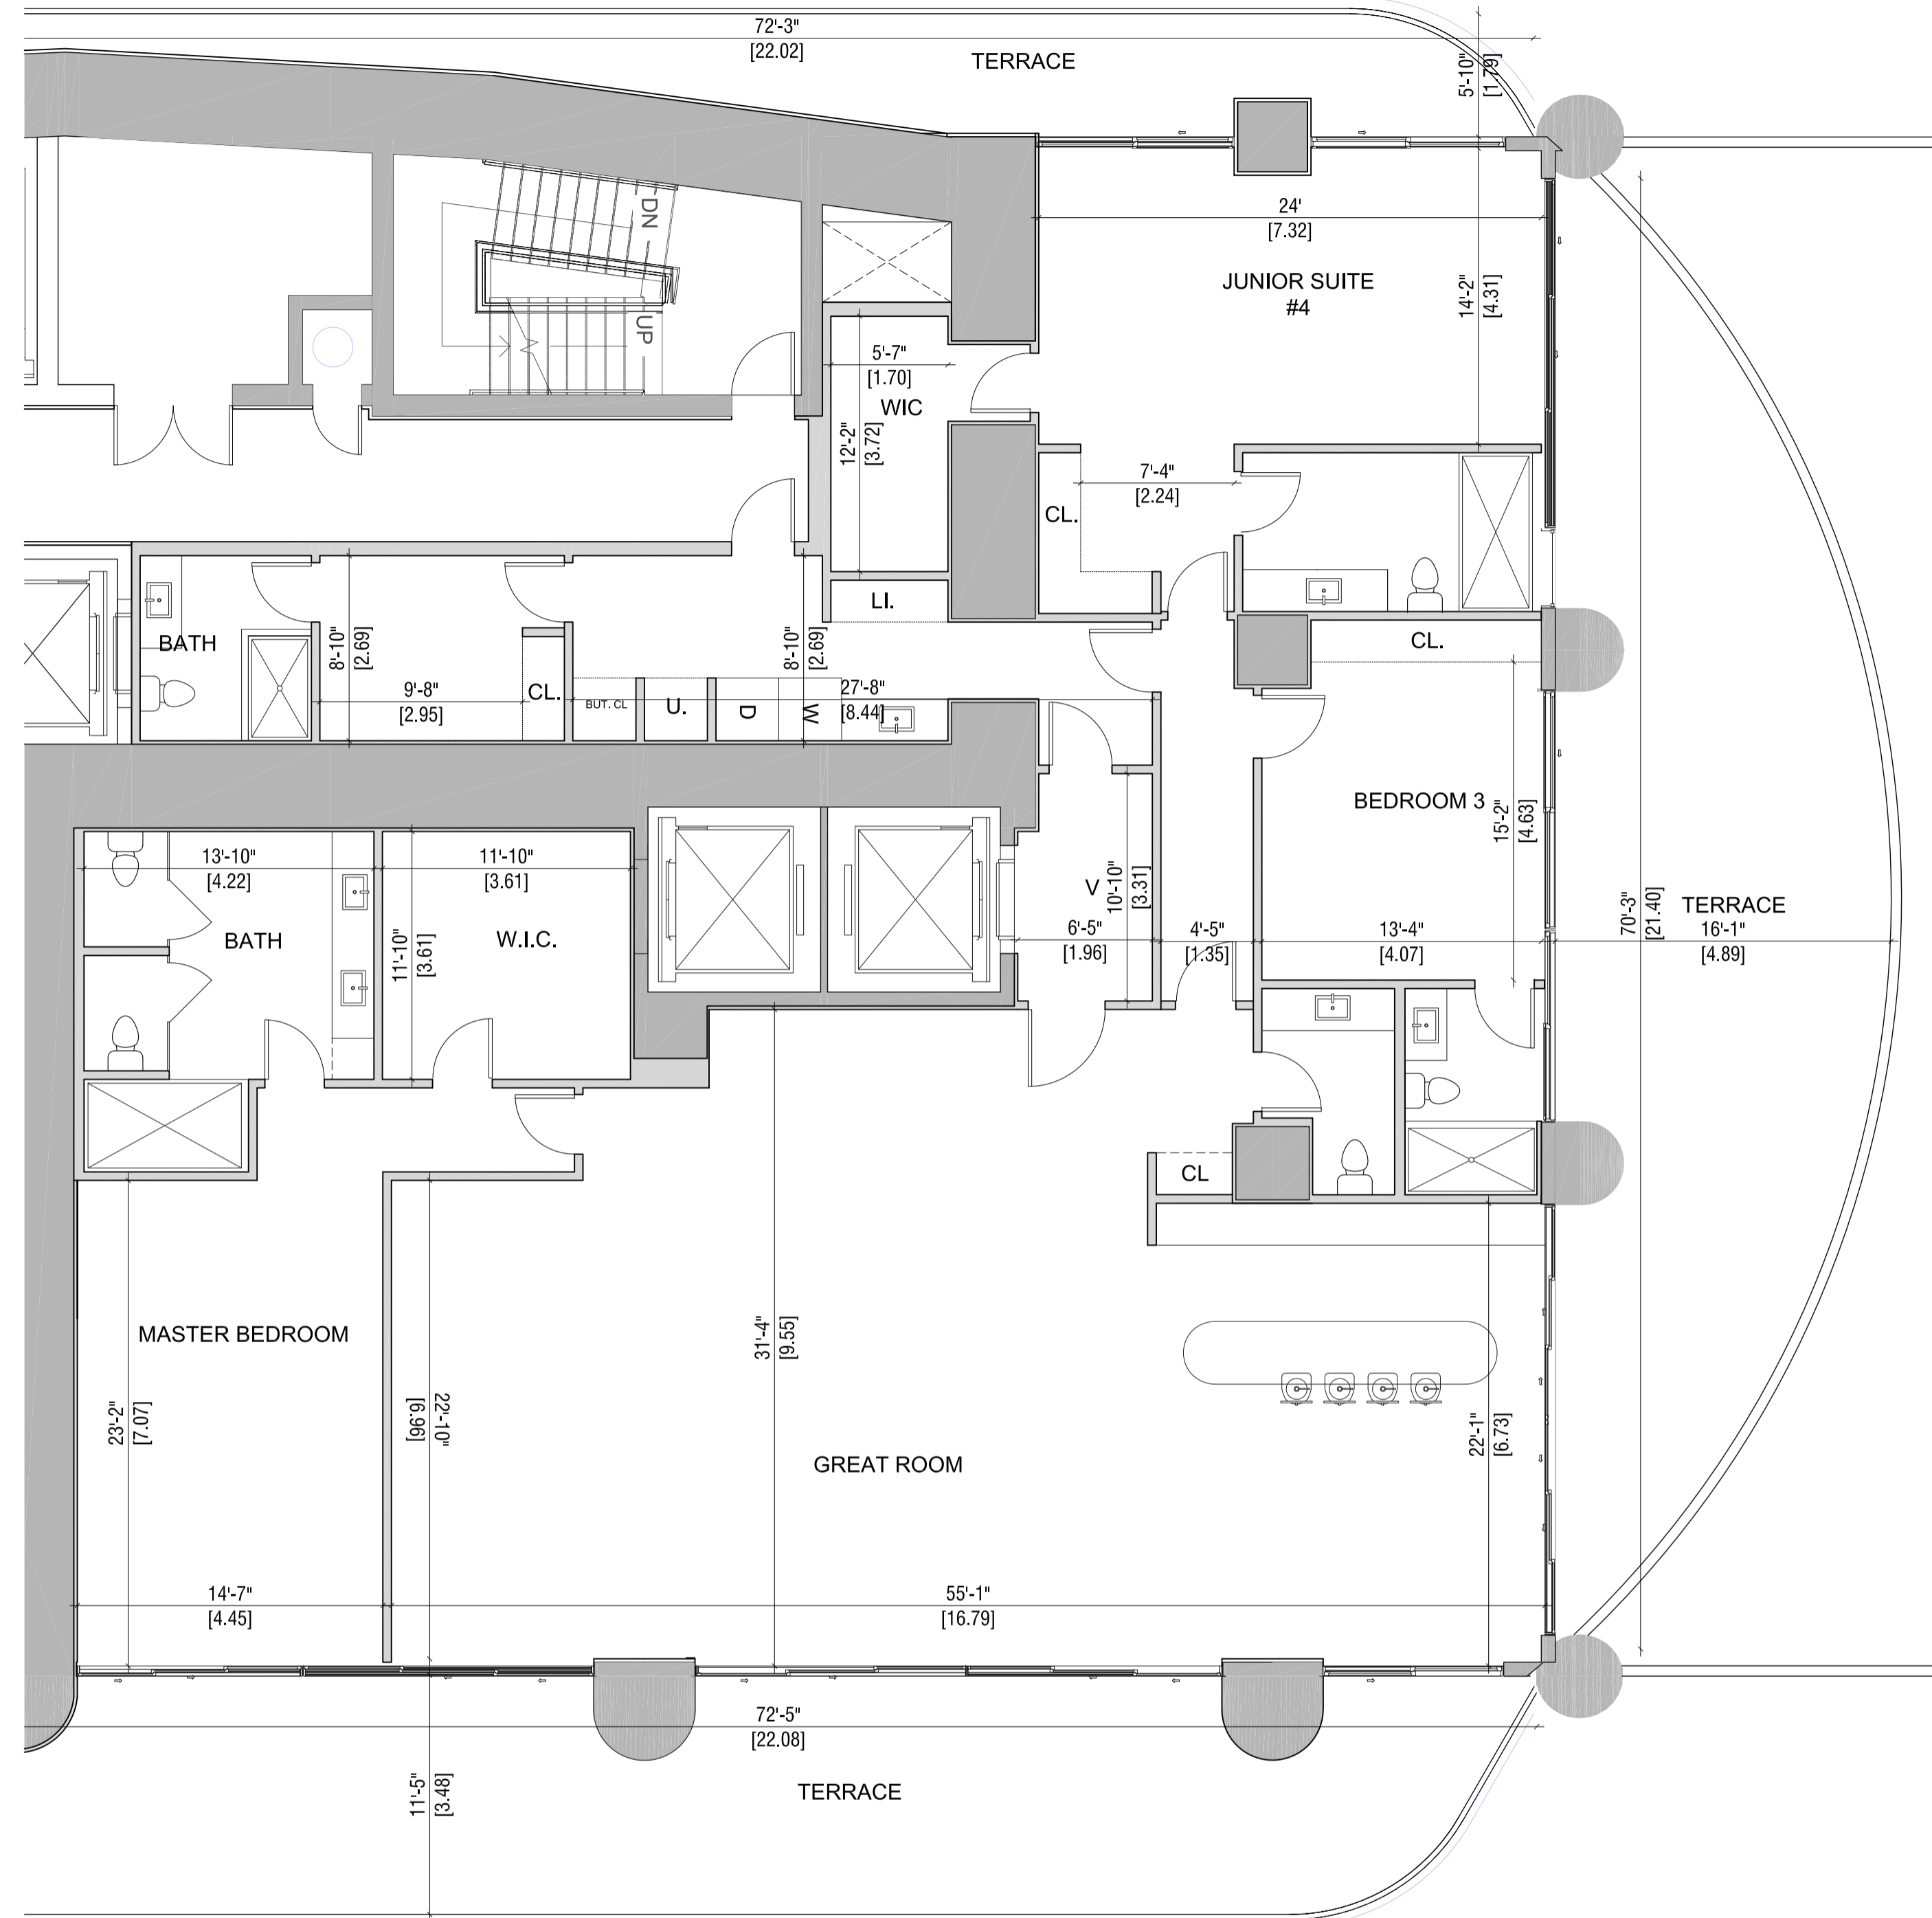 72'-3"
[22.02]
TERRACE
5'-10"
[1.79]
DN
UP
24'
[7.32]
JUNIOR SUITE
#4
14'-2"
[4.31]
5'-7"
[1.70]
WIC
12'-2"
[3.72]
7'-4"
[2.24]
CL.
LI.
BATH
8'-10"
[2.69]
9'-8"
[2.95]
CL.
BUT. CL
U.
D
W
8'-10"
[2.69]
27'-8"
[8.44]
CL.
BEDROOM 3
15'-2"
[4.63]
13'-10"
[4.22]
BATH
11'-10"
[3.61]
W.I.C.
11'-10"
[3.61]
V
10'-10"
[3.31]
6'-5"
[1.96]
4'-5"
[1.35]
13'-4"
[4.07]
70'-3"
[21.40]
TERRACE
16'-1"
[4.89]
CL
MASTER BEDROOM
23'-2"
[7.07]
22'-10"
[6.96]
31'-4"
[9.55]
GREAT ROOM
22'-1"
[6.73]
14'-7"
[4.45]
55'-1"
[16.79]
72'-5"
[22.08]
11'-5"
[3.48]
TERRACE